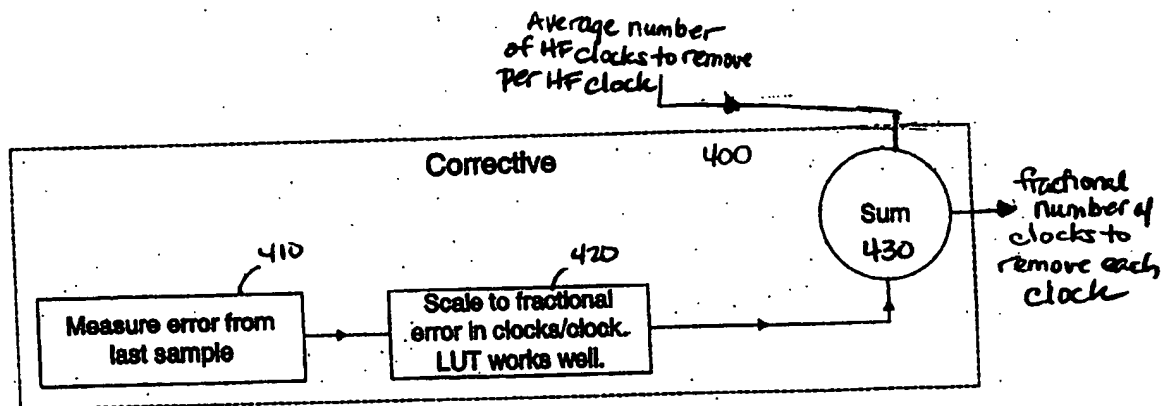 Average number
of HF clocks to remove
per HF clock
Corrective
400
Sum
430
fractional
number of
clocks to
remove each
clock
410
420
Measure error from
last sample
Scale to fractional
error in clocks/clock.
LUT works well.